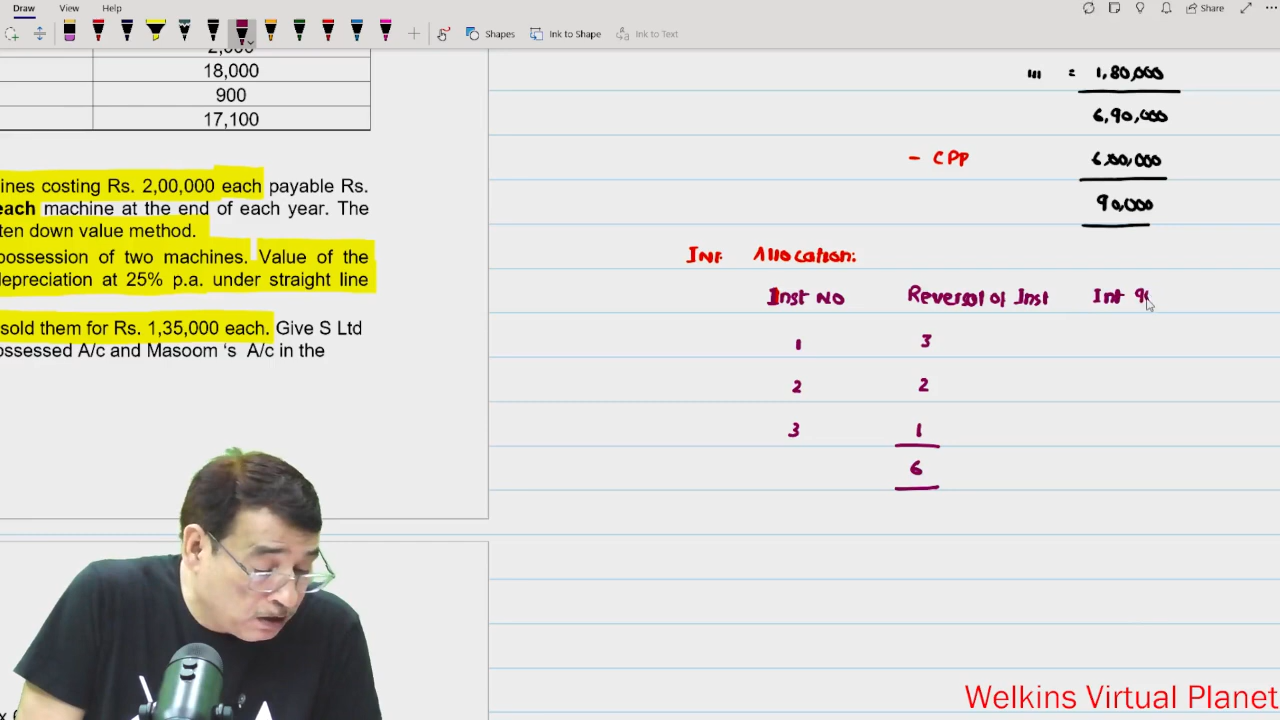 Draw View Help Share
Shapes Ink to Shape Ink to Text
18,000
900
17,100
ines costing Rs. 2,00,000 each payable Rs.
each machine at the end of each year. The
ten down value method.
possession of two machines. Value of the
depreciation at 25% p.a. under straight line
sold them for Rs. 1,35,000 each. Give S Ltd
ossessed A/c and Masoom 's A/c in the
III = 1,80,000
6,90,000
- CPP 6,00,000
90,000
Int Allocation:
Inst No Reversal of Inst Int
1 3
2 2
3 1
6
Welkins Virtual Planet